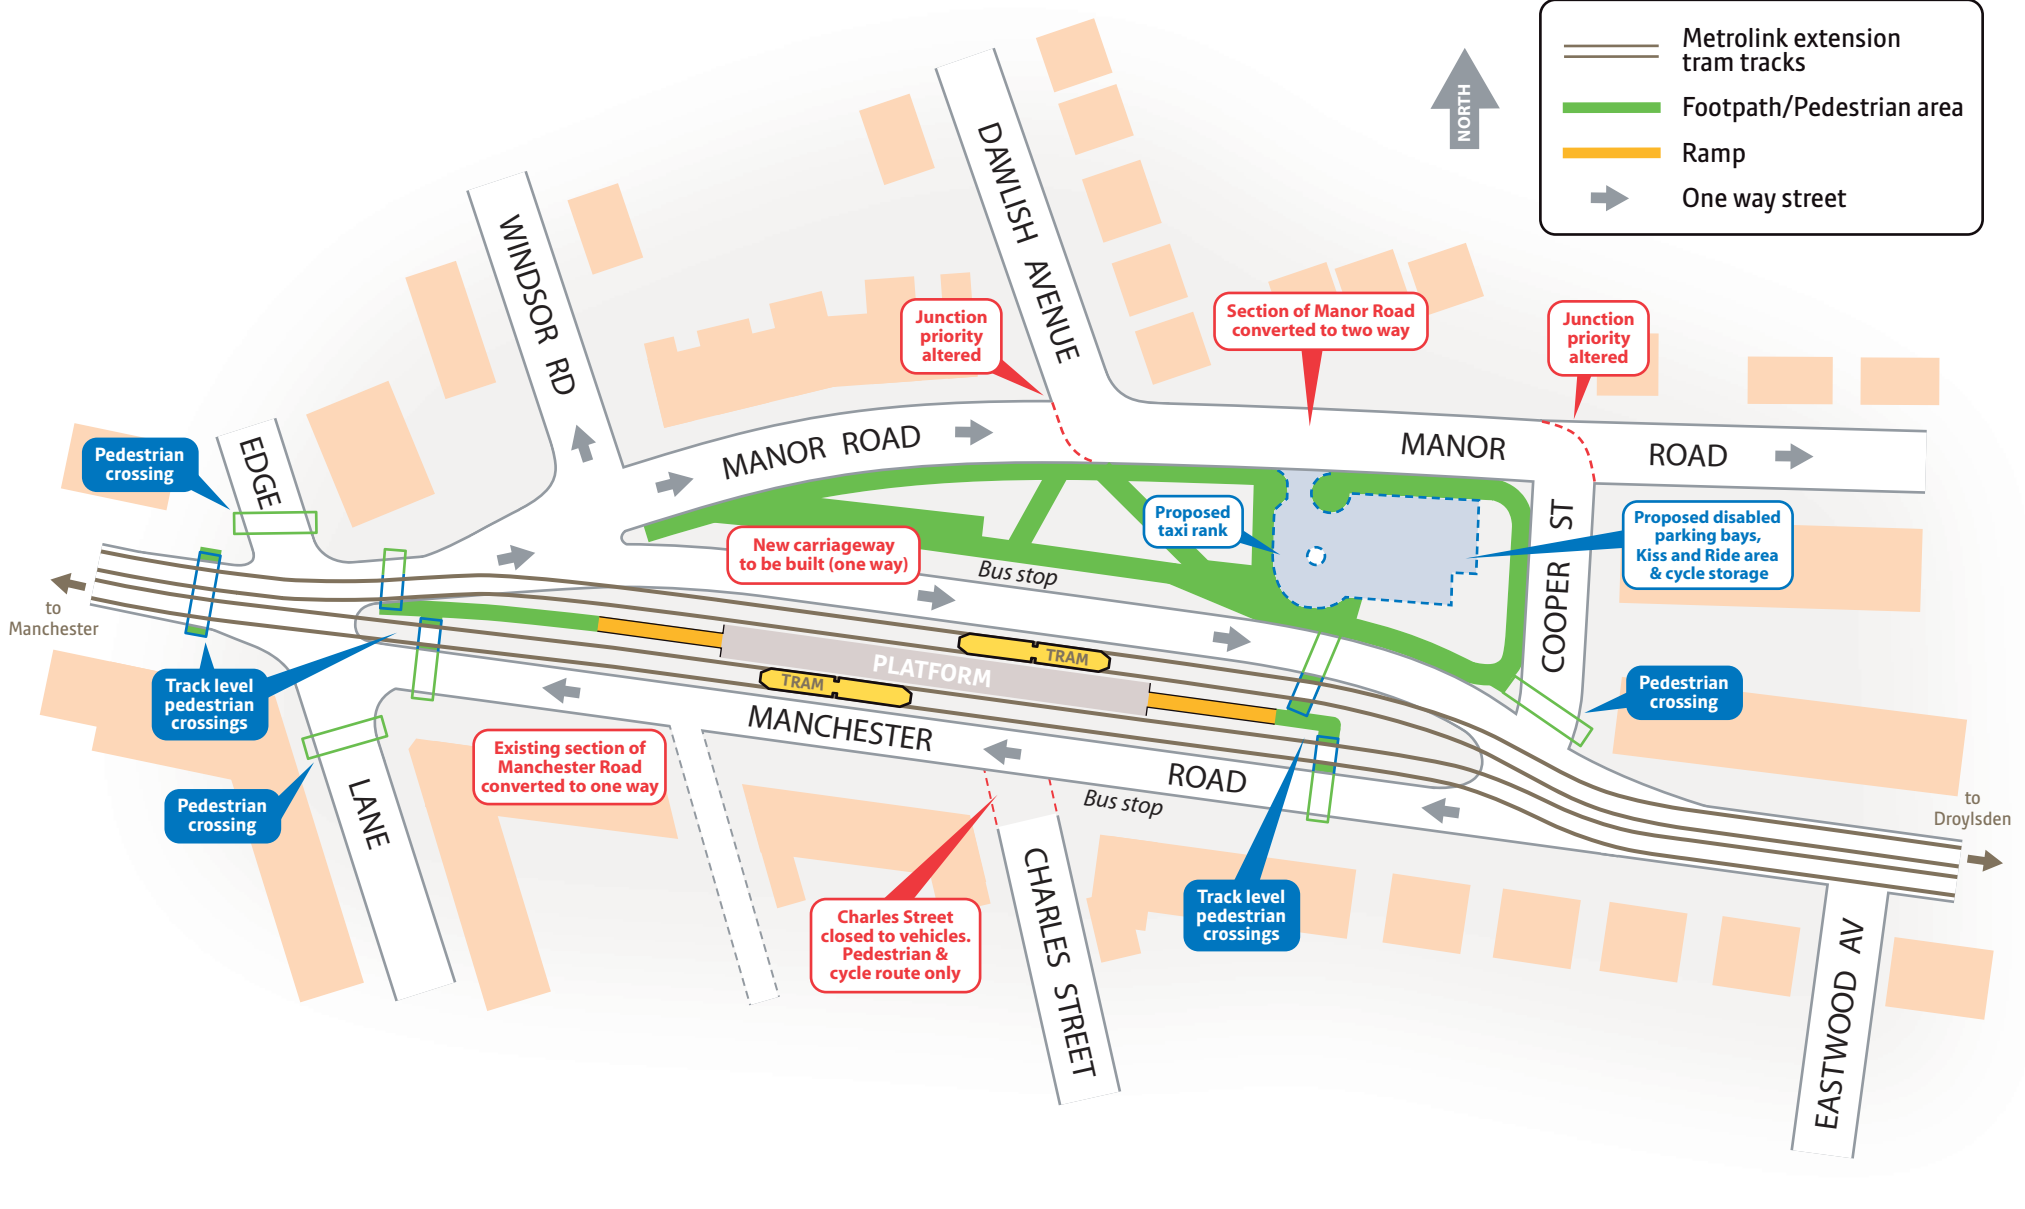 Metrolink extension
tram tracks
Footpath/Pedestrian area
Ramp
One way street
NORTH
DAWLISH AVENUE
WINDSOR RD
Junction
priority
altered
Section of Manor Road
converted to two way
Junction
priority
altered
Pedestrian
crossing
EDGE
MANOR ROAD
MANOR
ROAD
Proposed
taxi rank
Proposed disabled
parking bays,
Kiss and Ride area
& cycle storage
New carriageway
to be built (one way)
Bus stop
COOPER ST
to
Manchester
TRAM
PLATFORM
TRAM
Track level
pedestrian
crossings
Pedestrian
crossing
MANCHESTER
ROAD
Existing section of
Manchester Road
converted to one way
Bus stop
Pedestrian
crossing
LANE
to
Droylsden
Charles Street
closed to vehicles.
Pedestrian &
cycle route only
CHARLES STREET
Track level
pedestrian
crossings
EASTWOOD AV